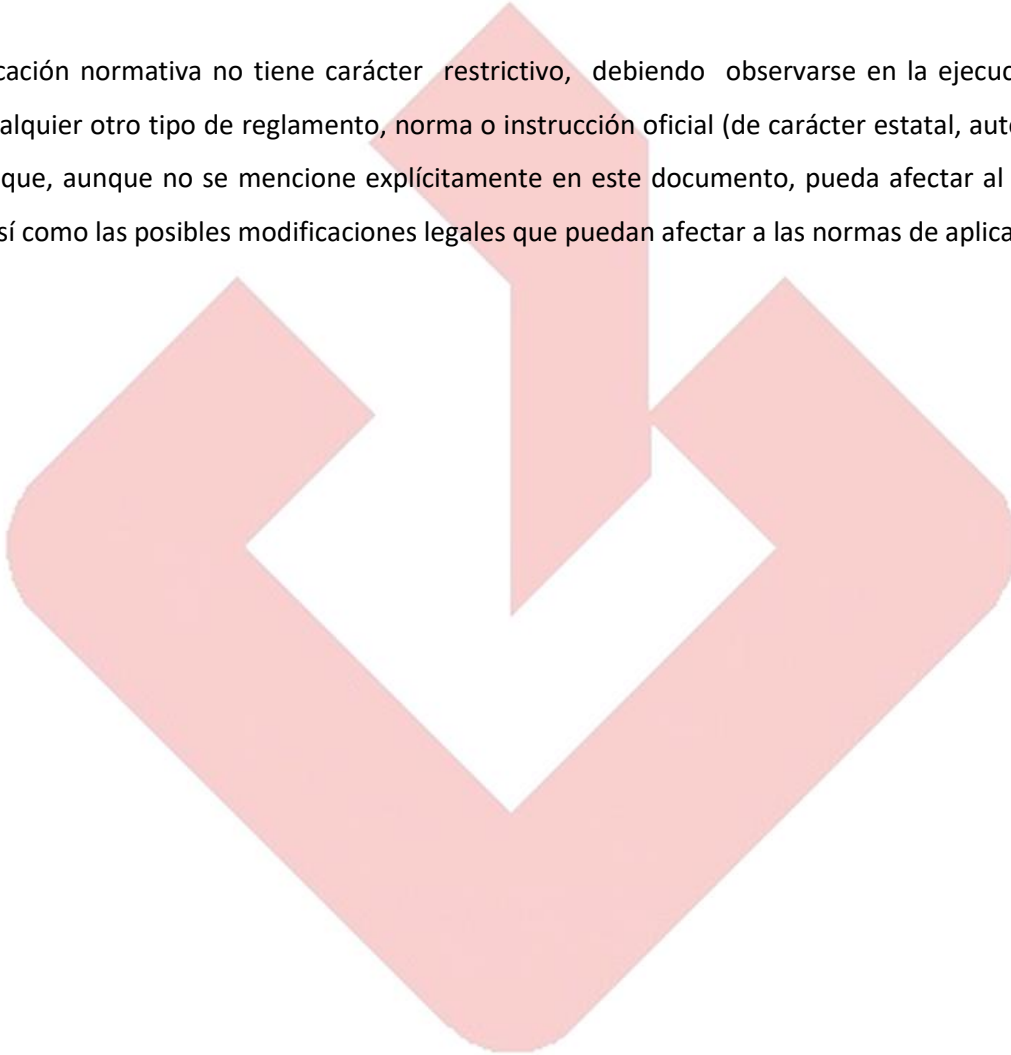 cación normativa no tiene carácter restrictivo, debiendo observarse en la ejecuc
alquier otro tipo de reglamento, norma o instrucción oficial (de carácter estatal, aut
que, aunque no se mencione explícitamente en este documento, pueda afectar al
sí como las posibles modificaciones legales que puedan afectar a las normas de aplica